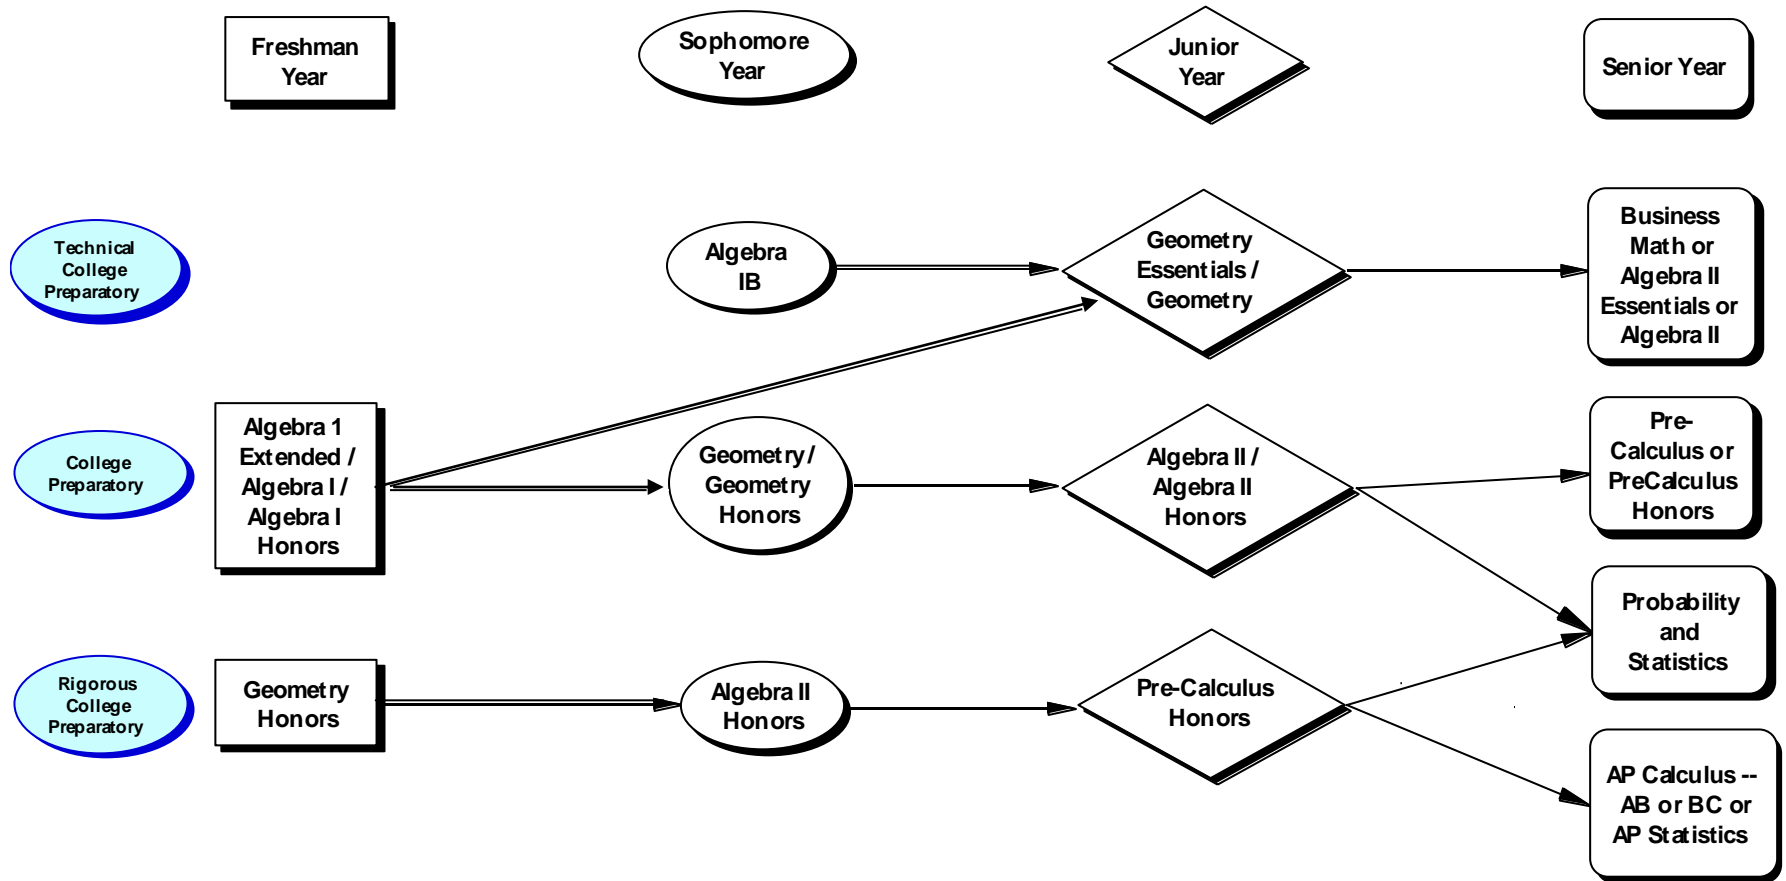 Freshman
Year
Sophomore
Year
Junior
Year
Senior Year
Technical
College
Preparatory
Algebra
IB
Geometry
Essentials /
Geometry
Business
Math or
Algebra II
Essentials or
Algebra II
College
Preparatory
Algebra 1
Extended /
Algebra I /
Algebra I
Honors
Geometry /
Geometry
Honors
Algebra II /
Algebra II
Honors
Pre-
Calculus or
PreCalculus
Honors
Probability
and
Statistics
Rigorous
College
Preparatory
Geometry
Honors
Algebra II
Honors
Pre-Calculus
Honors
AP Calculus --
AB or BC or
AP Statistics